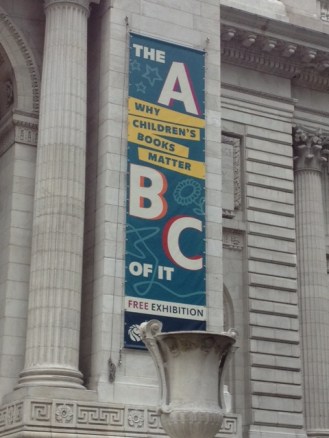 THE
A
WHY
CHILDREN'S
BOOKS
MATTER
B
C
OF IT
FREE EXHIBITION